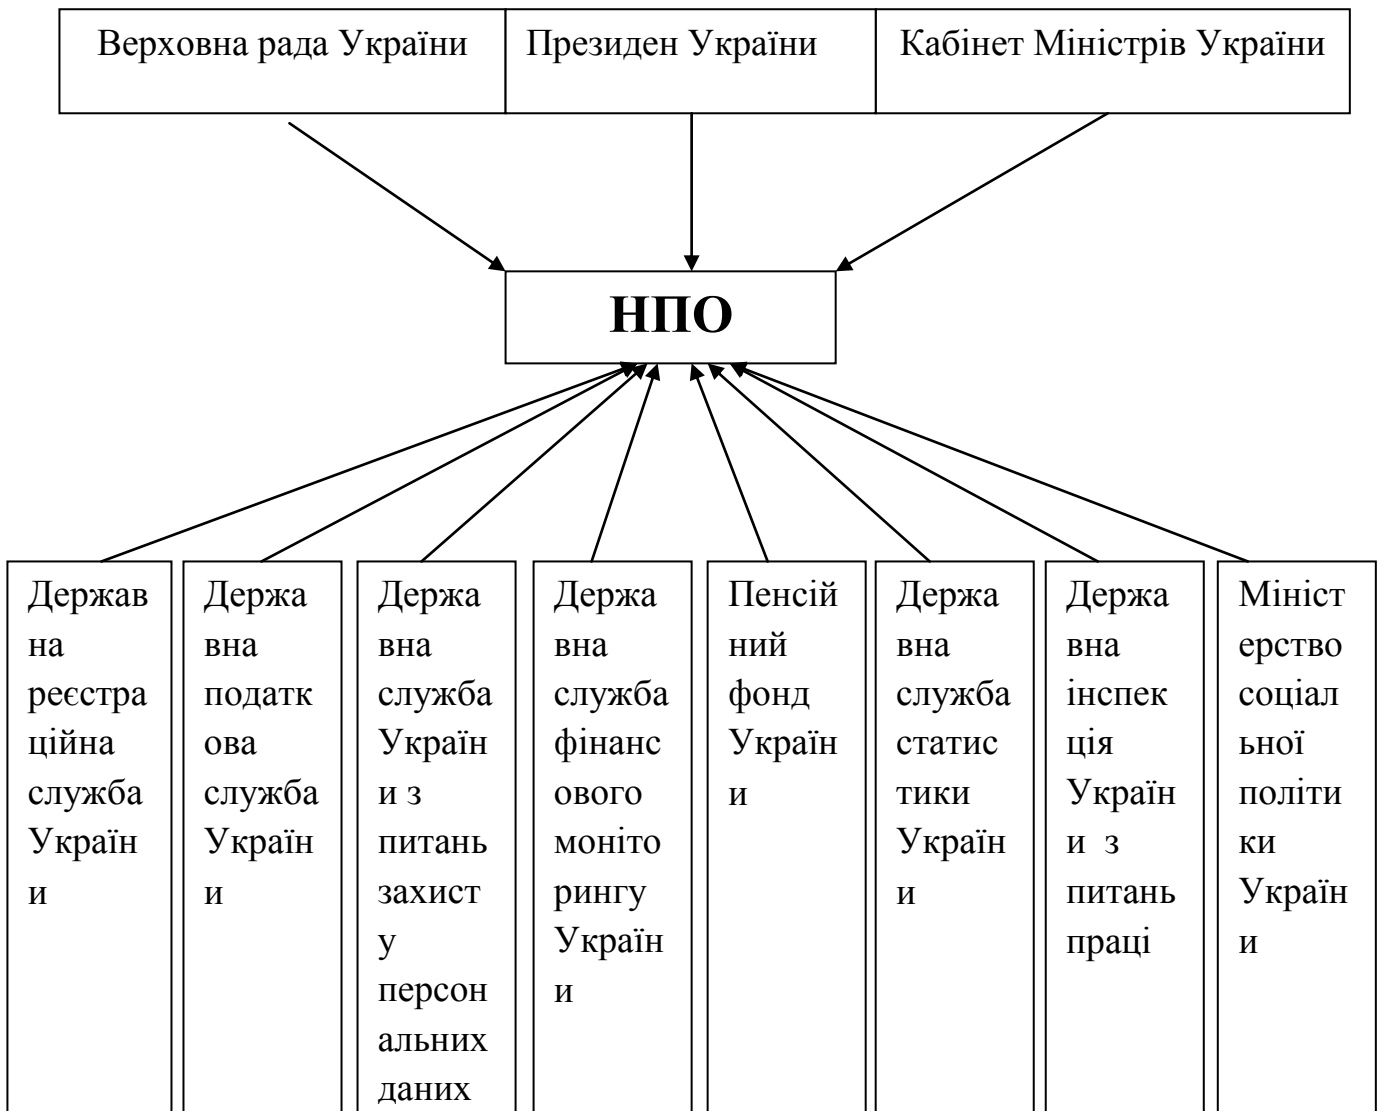 Верховна рада України
Президен України
Кабінет Міністрів України
НПО
Держав
на
реєстра
ційна
служба
Україн
и
Держа
вна
податк
ова
служба
Україн
и
Держа
вна
служба
Україн
и з
питань
захист
у
персон
альних
даних
Держа
вна
служба
фінанс
ового
моніто
рингу
Україн
и
Пенсій
ний
фонд
Україн
и
Держа
вна
служба
статис
тики
Україн
и
Держа
вна
інспек
ція
Україн
и з
питань
праці
Мініст
ерство
соціал
ьної
політи
ки
Україн
и